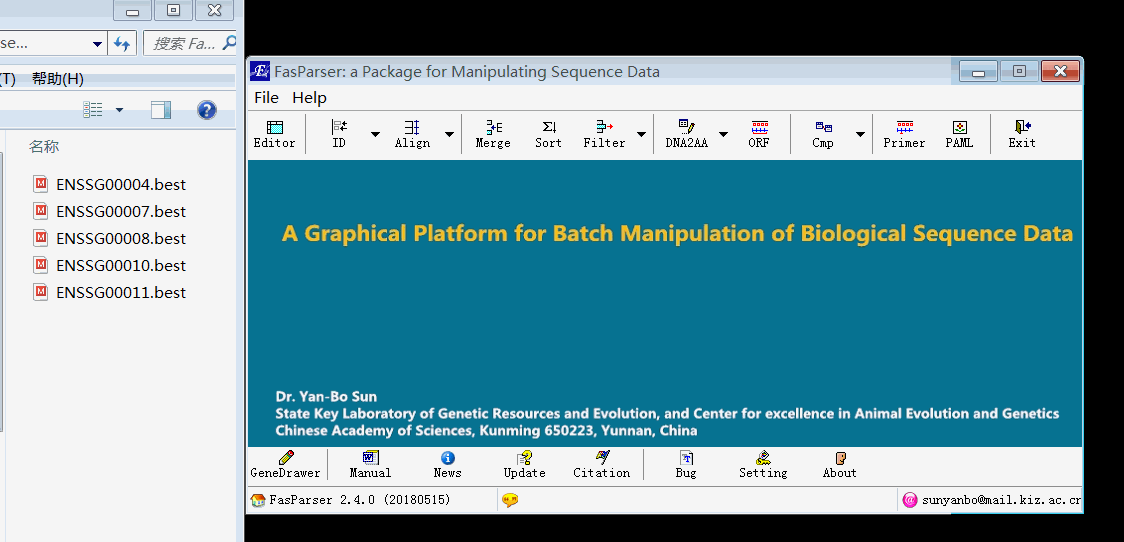 se...
搜索 Fa...
(T) 帮助(H)
名称
ENSSG00004.best
ENSSG00007.best
ENSSG00008.best
ENSSG00010.best
ENSSG00011.best
FasParser: a Package for Manipulating Sequence Data
File Help
Editor ID Align Merge Sort Filter DNA2AA ORF Cmp Primer PAML Exit
A Graphical Platform for Batch Manipulation of Biological Sequence Data
Dr. Yan-Bo Sun
State Key Laboratory of Genetic Resources and Evolution, and Center for excellence in Animal Evolution and Genetics
Chinese Academy of Sciences, Kunming 650223, Yunnan, China
GeneDrawer Manual News Update Citation Bug Setting About
FasParser 2.4.0 (20180515) sunyanbo@mail.kiz.ac.cr